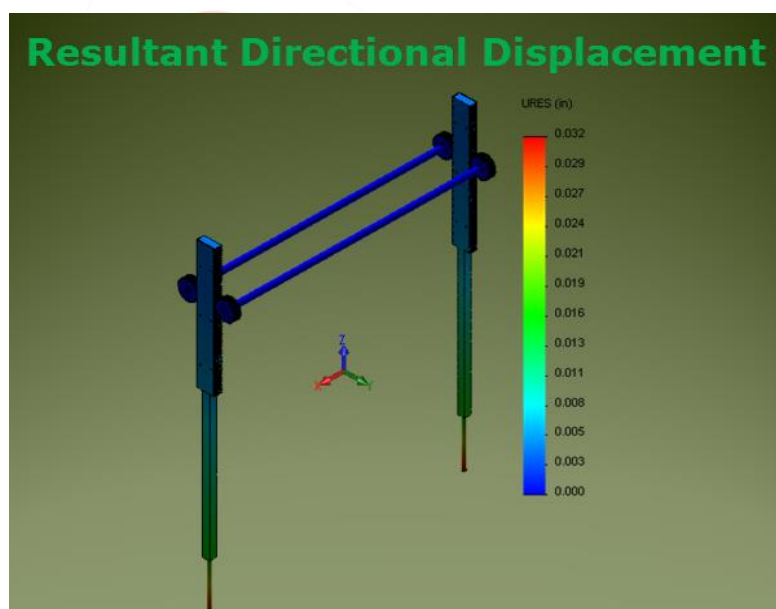 Resultant Directional Displacement
URES (in)
0.032
0.029
0.027
0.024
0.021
0.019
0.016
0.013
0.011
0.008
0.005
0.003
0.000
Z
X
Y